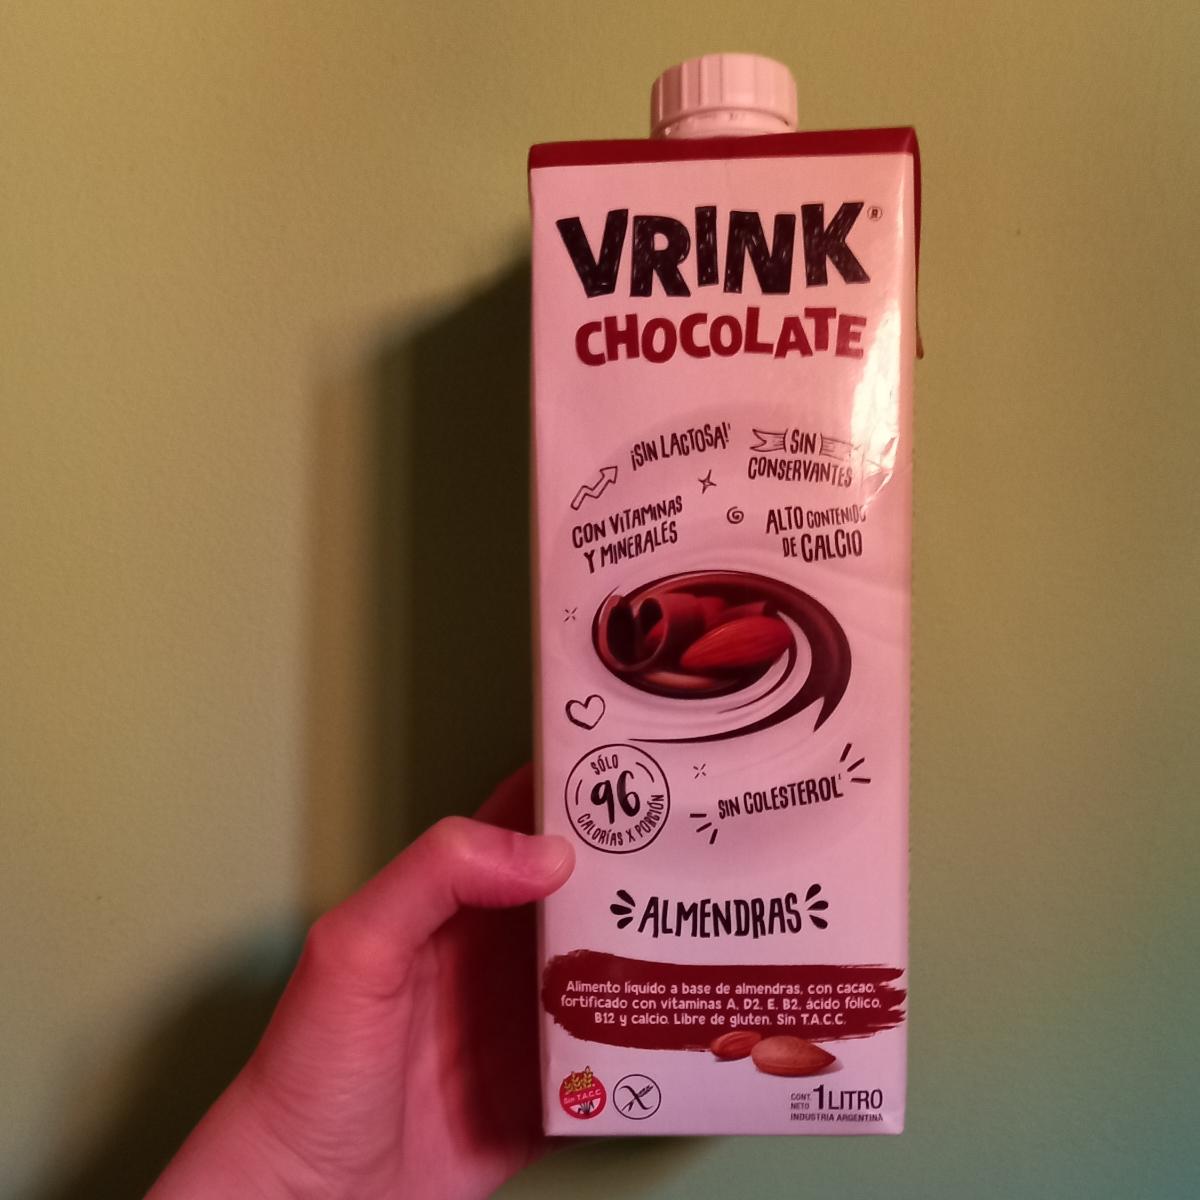 VRINK®
CHOCOLATE
¡SIN LACTOSA!¹
SIN
CONSERVANTES
CON VITAMINAS
Y MINERALES
ALTO CONTENIDO
DE CALCIO
SÓLO
96
CALORÍAS X PORCIÓN
SIN COLESTEROL¹
ALMENDRAS
Alimento líquido a base de almendras, con cacao,
fortificado con vitaminas A, D2, E, B2, ácido fólico,
B12 y calcio. Libre de gluten. Sin T.A.C.C.
Sin T.A.C.C.
CONT.
NETO 1 LITRO
INDUSTRIA ARGENTINA